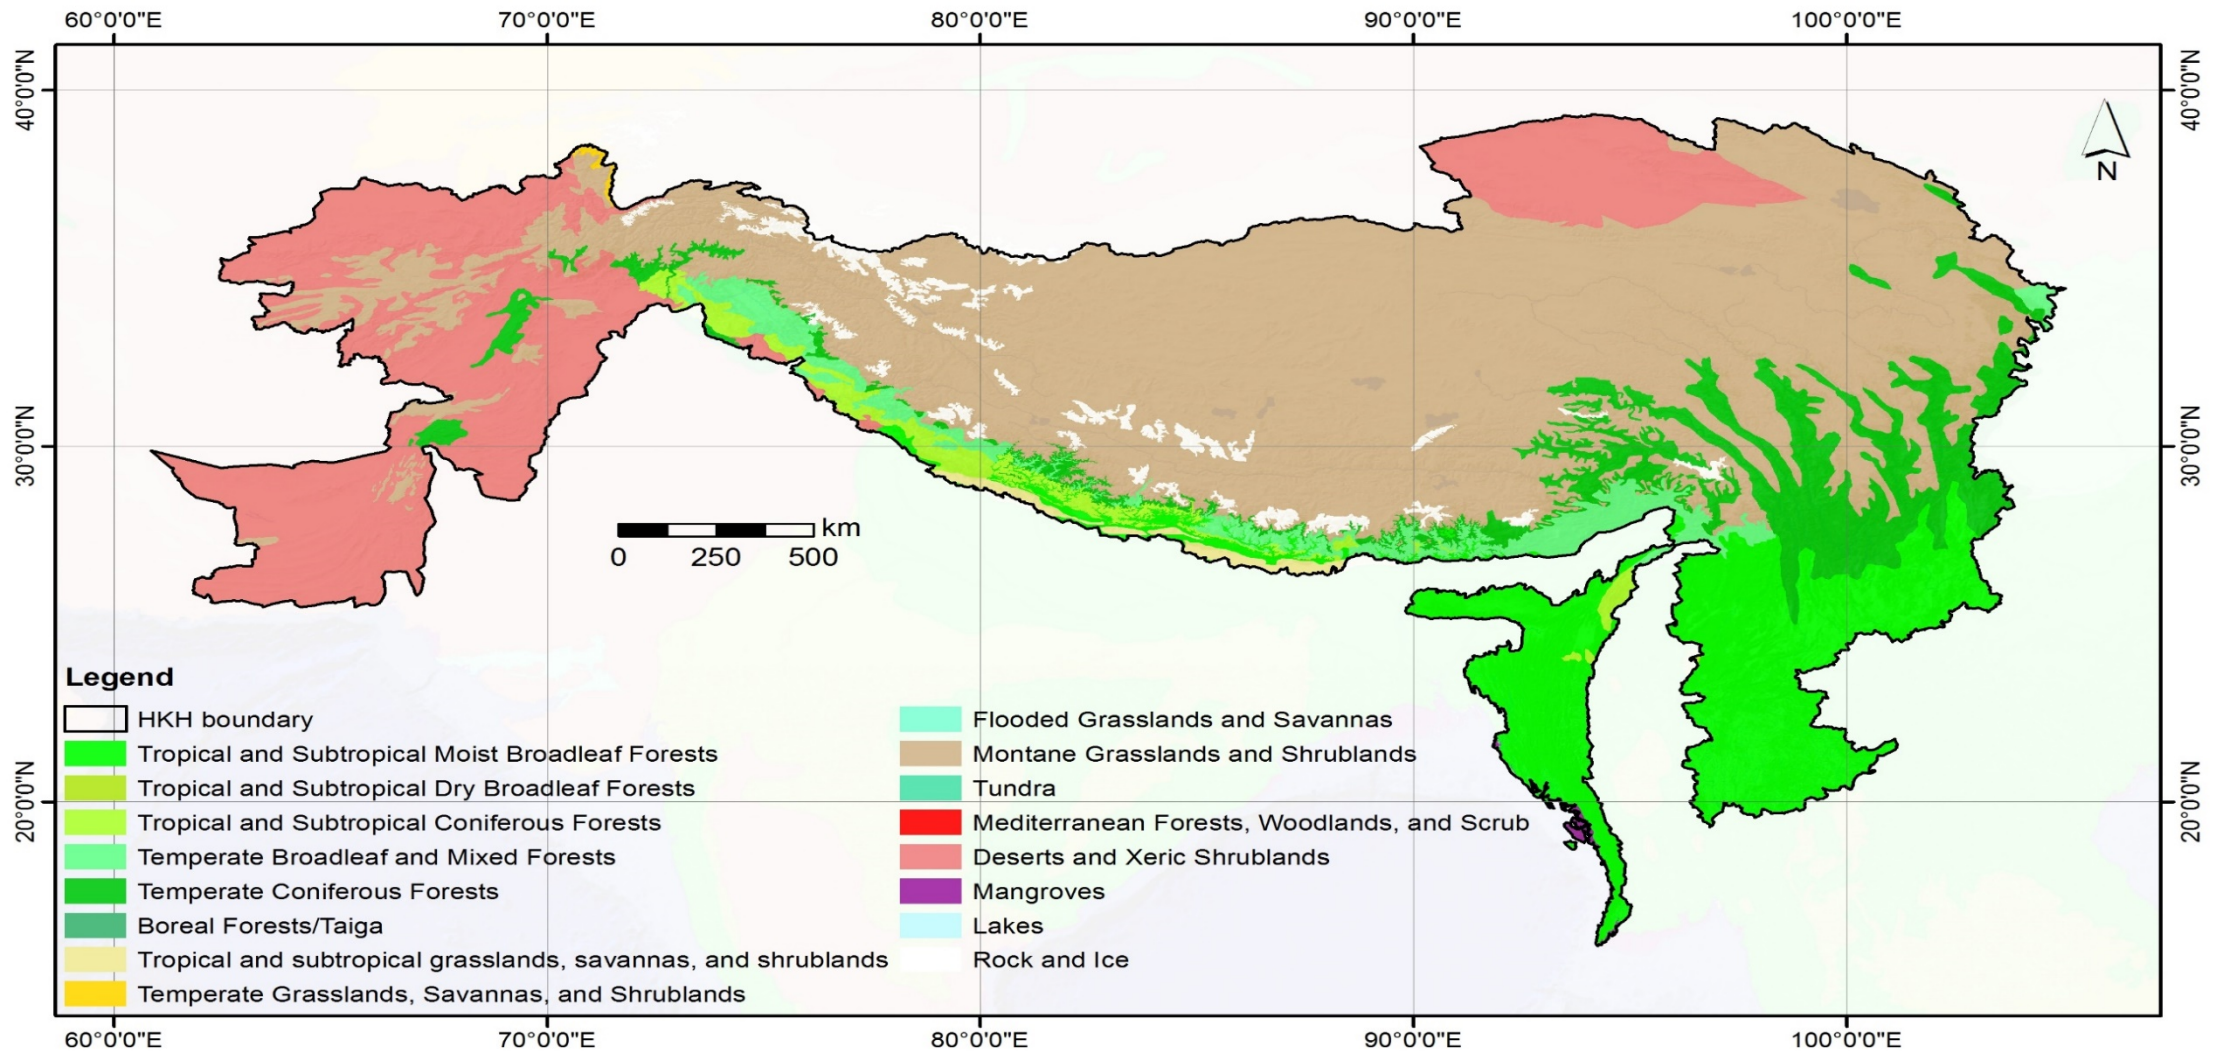 60°0'0"E 70°0'0"E 80°0'0"E 90°0'0"E 100°0'0"E
40°0'0"N 40°0'0"N
N
30°0'0"N 30°0'0"N
km
0 250 500
20°0'0"N 20°0'0"N
Legend
HKH boundary
Tropical and Subtropical Moist Broadleaf Forests
Tropical and Subtropical Dry Broadleaf Forests
Tropical and Subtropical Coniferous Forests
Temperate Broadleaf and Mixed Forests
Temperate Coniferous Forests
Boreal Forests/Taiga
Tropical and subtropical grasslands, savannas, and shrublands
Temperate Grasslands, Savannas, and Shrublands
Flooded Grasslands and Savannas
Montane Grasslands and Shrublands
Tundra
Mediterranean Forests, Woodlands, and Scrub
Deserts and Xeric Shrublands
Mangroves
Lakes
Rock and Ice
60°0'0"E 70°0'0"E 80°0'0"E 90°0'0"E 100°0'0"E